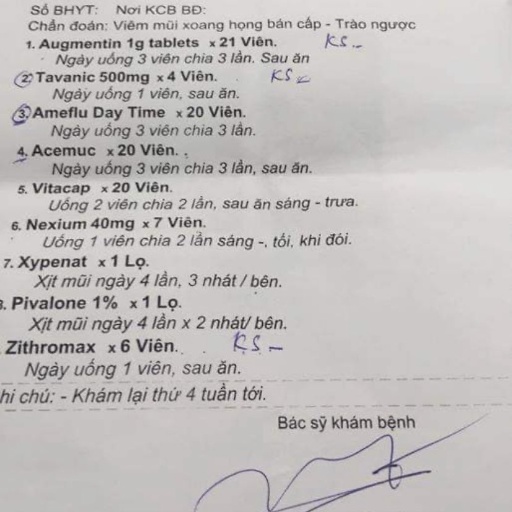 Số BHYT: Nơi KCB BĐ:
Chẩn đoán: Viêm mũi xoang họng bán cấp - Trào ngược
1. Augmentin 1g tablets x 21 Viên. KS
Ngày uống 3 viên chia 3 lần. Sau ăn
2. Tavanic 500mg x 4 Viên. KS
Ngày uống 1 viên, sau ăn.
3. Ameflu Day Time x 20 Viên.
Ngày uống 3 viên chia 3 lần.
4. Acemuc x 20 Viên. .
Ngày uống 3 viên chia 3 lần, sau ăn.
5. Vitacap x 20 Viên.
Uống 2 viên chia 2 lần, sau ăn sáng - trưa.
6. Nexium 40mg x 7 Viên.
Uống 1 viên chia 2 lần sáng -, tối, khi đói.
7. Xypenat x 1 Lọ.
Xịt mũi ngày 4 lần, 3 nhát / bên.
8. Pivalone 1% x 1 Lọ.
Xịt mũi ngày 4 lần x 2 nhát/ bên.
. Zithromax x 6 Viên. KS
Ngày uống 1 viên, sau ăn.
hi chú: - Khám lại thứ 4 tuần tới.
Bác sỹ khám bệnh